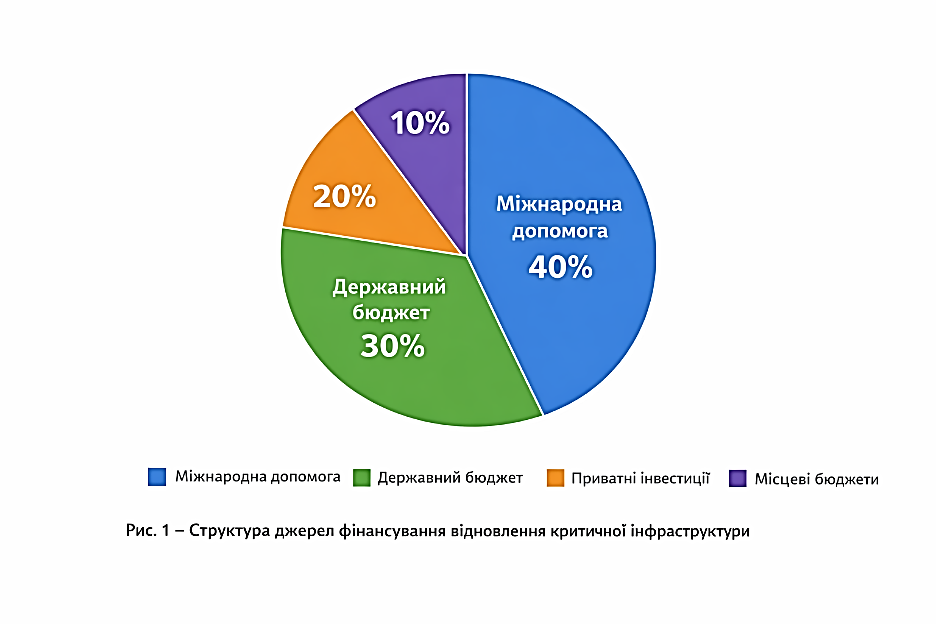 10%
20%
Міжнародна
допомога
40%
Державний
бюджет
30%
Міжнародна допомога
Державний бюджет
Приватні інвестиції
Місцеві бюджети
Рис. 1 – Структура джерел фінансування відновлення критичної інфраструктури